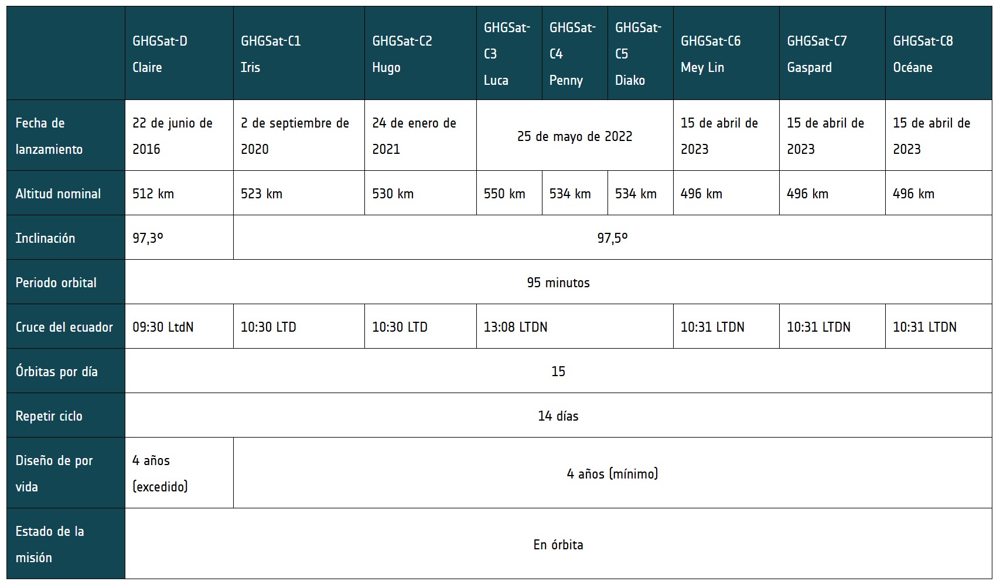 GHGSat-D
Claire
GHGSat-C1
Iris
GHGSat-C2
Hugo
GHGSat-
C3
Luca
GHGSat-
C4
Penny
GHGSat-
C5
Diako
GHGSat-C6
Mey Lin
GHGSat-C7
Gaspard
GHGSat-C8
Océane
Fecha de
lanzamiento
22 de junio de
2016
2 de septiembre de
2020
24 de enero de
2021
25 de mayo de 2022
15 de abril de
2023
15 de abril de
2023
15 de abril de
2023
Altitud nominal
512 km
523 km
530 km
550 km
534 km
534 km
496 km
496 km
496 km
Inclinación
97,3º
97,5º
Periodo orbital
95 minutos
Cruce del ecuador
09:30 LtdN
10:30 LTD
10:30 LTD
13:08 LTDN
10:31 LTDN
10:31 LTDN
10:31 LTDN
Órbitas por día
15
Repetir ciclo
14 días
Diseño de por
vida
4 años
(excedido)
4 años (mínimo)
Estado de la
misión
En órbita